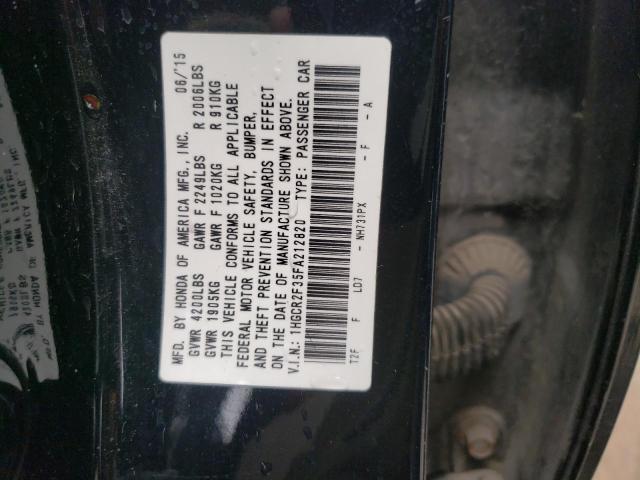 MFD. BY HONDA OF AMERICA MFG., INC. 06/'15
GVWR 4200LBS GAWR F 2249LBS R 2006LBS
GVWR 1905KG GAWR F 1020KG R 910KG
THIS VEHICLE CONFORMS TO ALL APPLICABLE
FEDERAL MOTOR VEHICLE SAFETY, BUMPER,
AND THEFT PREVENTION STANDARDS IN EFFECT
ON THE DATE OF MANUFACTURE SHOWN ABOVE.
V.I.N.: 1HGCR2F35FA212820 TYPE: PASSENGER CAR
T2F F LD7 - NH731PX - F - A